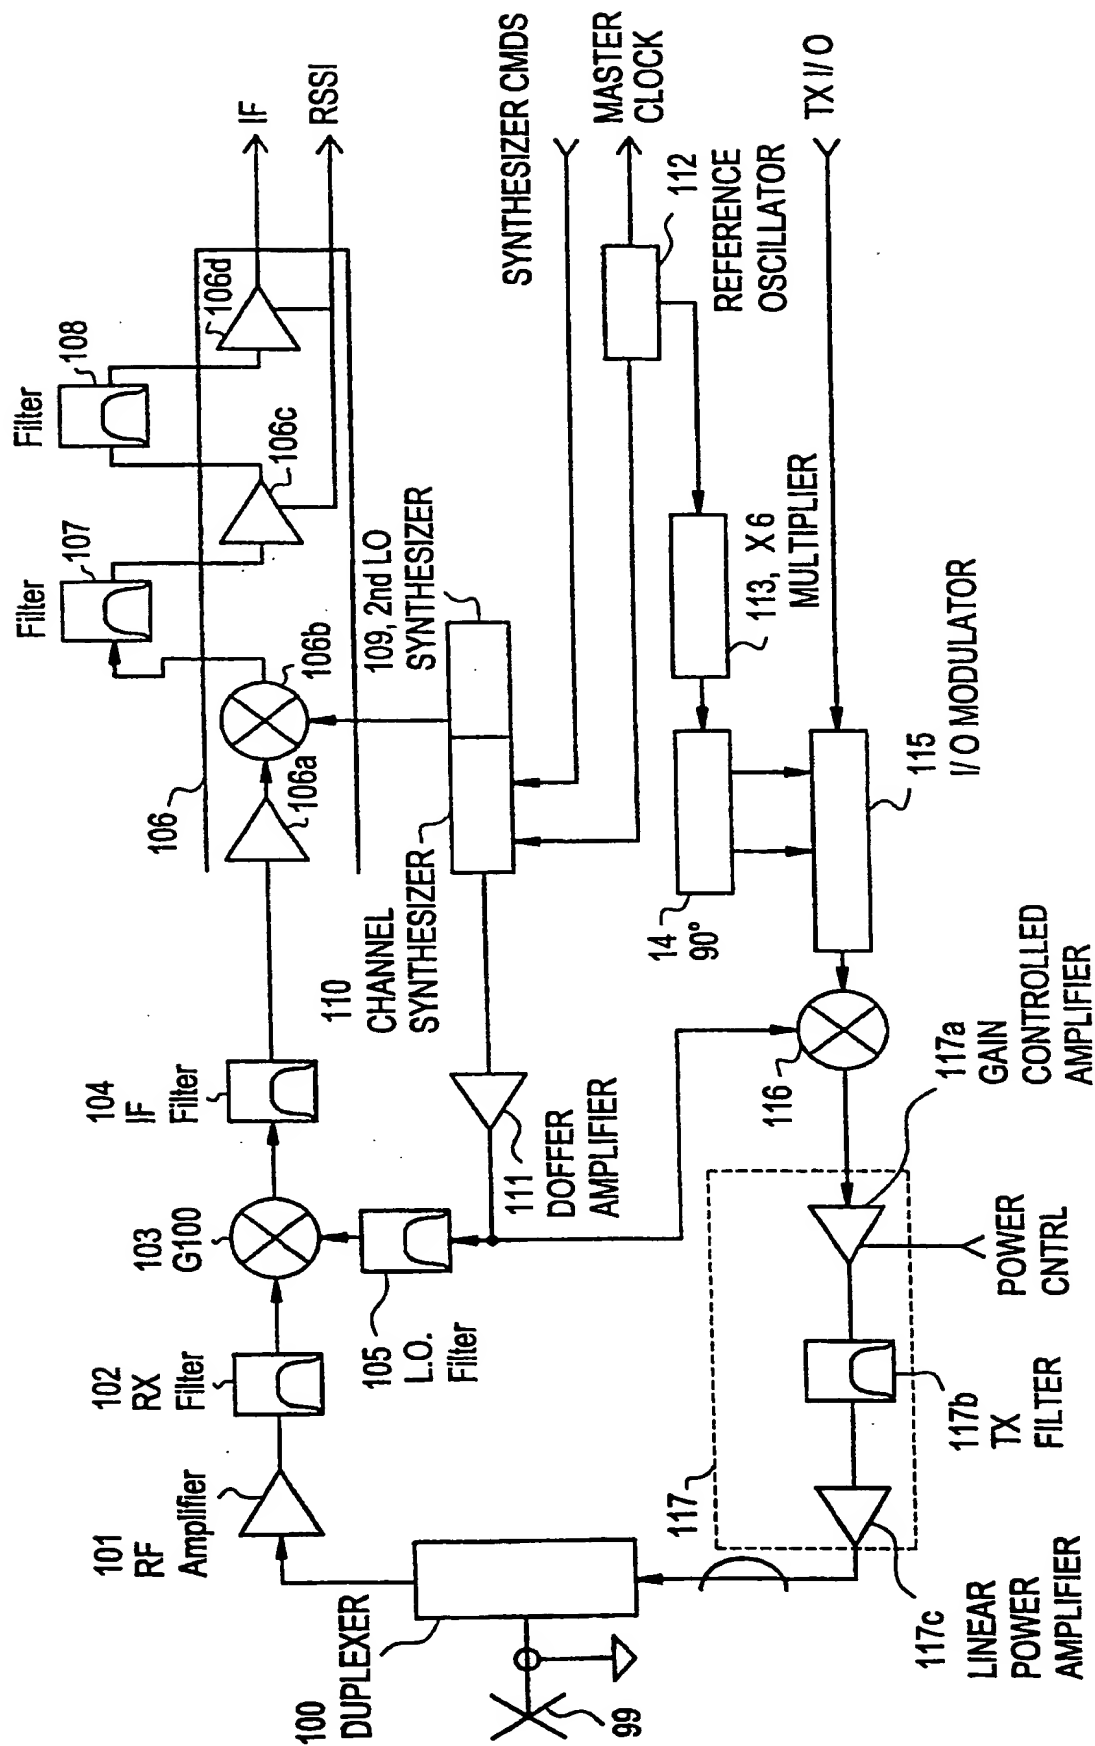 99
100
DUPLEXER
101
RF
Amplifier
102
RX
Filter
103
G100
104
IF
Filter
105
L.O.
Filter
106
106a
106b
107
Filter
106c
108
Filter
106d
IF
RSSI
109, 2nd LO
SYNTHESIZER
110
CHANNEL
SYNTHESIZER
111
DOFFER
AMPLIFIER
SYNTHESIZER CMDS
MASTER
CLOCK
112
REFERENCE
OSCILLATOR
113, X 6
MULTIPLIER
14
90°
TX I / O
115
I / O MODULATOR
116
117
117a
GAIN
CONTROLLED
AMPLIFIER
POWER
CNTRL
117b
TX
FILTER
117c
LINEAR
POWER
AMPLIFIER